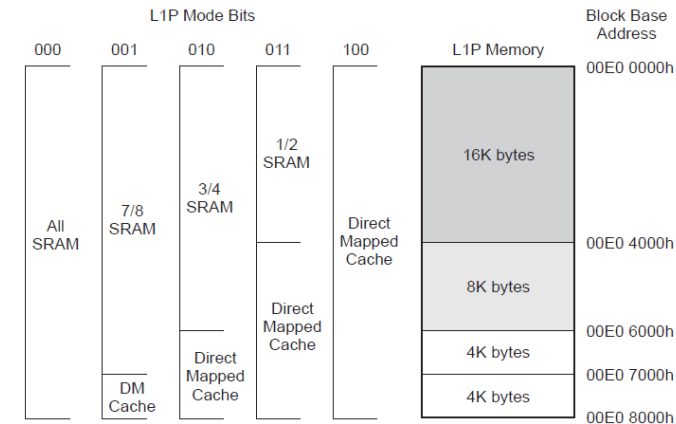 L1P Mode Bits
Block Base
Address
000 001 010 011 100 L1P Memory
00E0 0000h
1/2
SRAM
16K bytes
3/4
SRAM
7/8
SRAM
All
SRAM
Direct
Mapped
Cache
00E0 4000h
8K bytes
Direct
Mapped
Cache
00E0 6000h
4K bytes
Direct
Mapped
Cache
00E0 7000h
DM
Cache
4K bytes
00E0 8000h